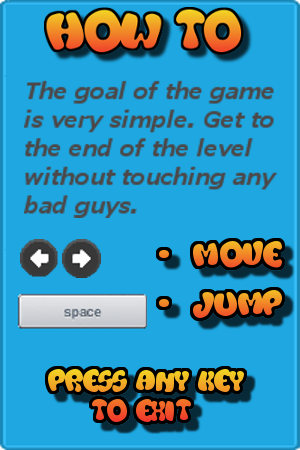 HOW TO
The goal of the game
is very simple. Get to
the end of the level
without touching any
bad guys.
- MOVE
space - JUMP
PRESS ANY KEY
TO EXIT